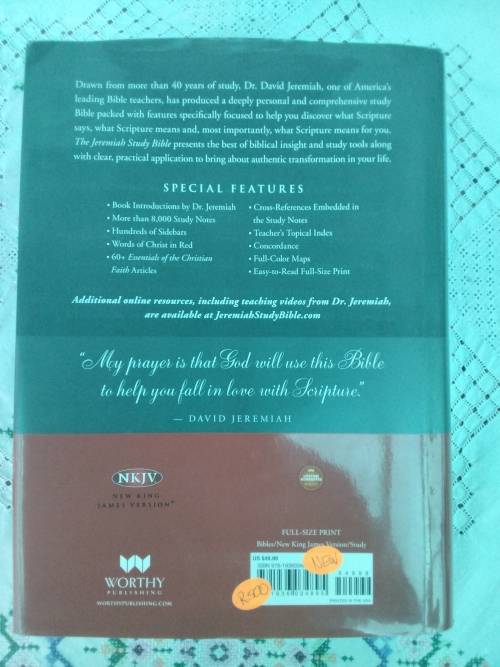 Drawn from more than 40 years of study, Dr. David Jeremiah, one of America's
leading Bible teachers, has produced a deeply personal and comprehensive study
Bible packed with features specifically focused to help you discover what Scripture
says, what Scripture means and, most importantly, what Scripture means for you.
The Jeremiah Study Bible presents the best of biblical insight and study tools along
with clear, practical application to bring about authentic transformation in your life.
SPECIAL FEATURES
• Book Introductions by Dr. Jeremiah
• More than 8,000 Study Notes
• Hundreds of Sidebars
• Words of Christ in Red
• 60+ Essentials of the Christian
Faith Articles
• Cross-References Embedded in
the Study Notes
• Teacher's Topical Index
• Concordance
• Full-Color Maps
• Easy-to-Read Full-Size Print
Additional online resources, including teaching videos from Dr. Jeremiah,
are available at JeremiahStudyBible.com
"My prayer is that God will use this Bible
to help you fall in love with Scripture."
— DAVID JEREMIAH
NKJV
NEW KING
JAMES VERSION®
FULL-SIZE PRINT
Bibles/New King James Version/Study
US $49.99
ISBN
NEW
R500
PRINTED IN THE USA
WORTHY
PUBLISHING
WORTHYPUBLISHING.COM